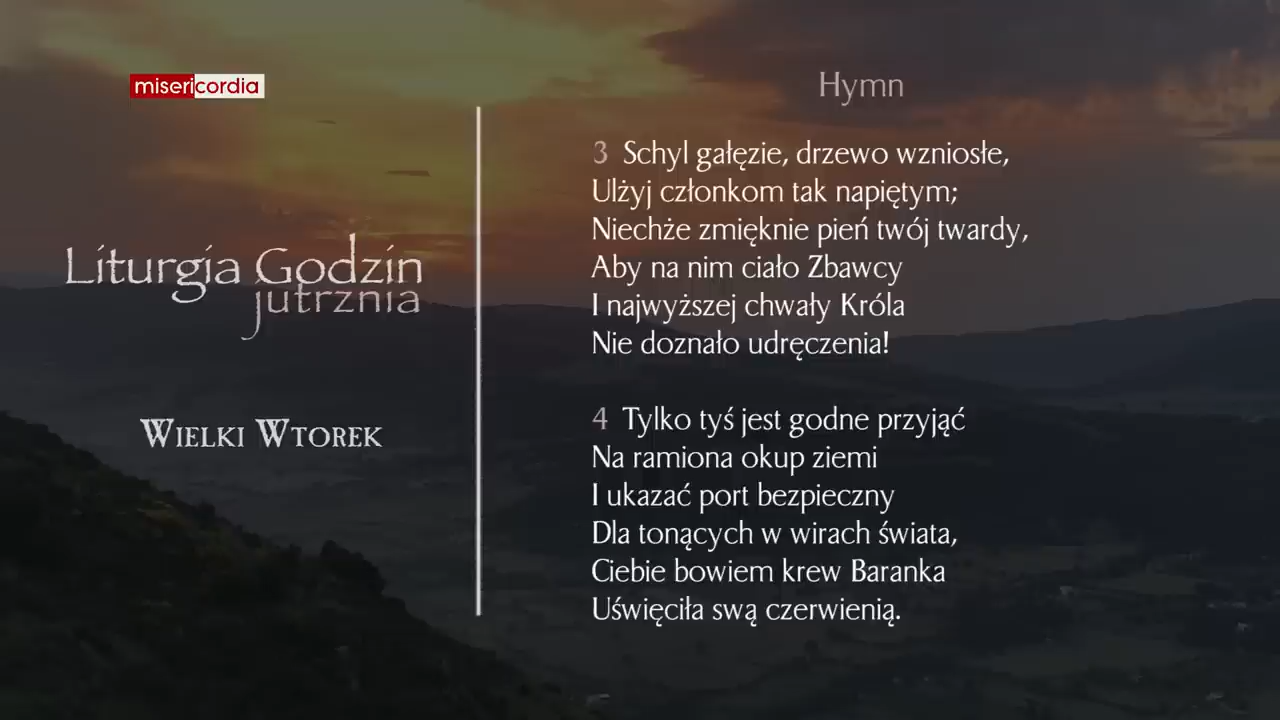 misericordia
Liturgia Godzin
jutrznia
Wielki Wtorek
Hymn
3 Schyl gałęzie, drzewo wzniosłe,
Ulżyj członkom tak napiętym;
Niechże zmięknie pień twój twardy,
Aby na nim ciało Zbawcy
I najwyższej chwały Króla
Nie doznało udręczenia!
4 Tylko tyś jest godne przyjąć
Na ramiona okup ziemi
I ukazać port bezpieczny
Dla tonących w wirach świata,
Ciebie bowiem krew Baranka
Uświęciła swą czerwienią.